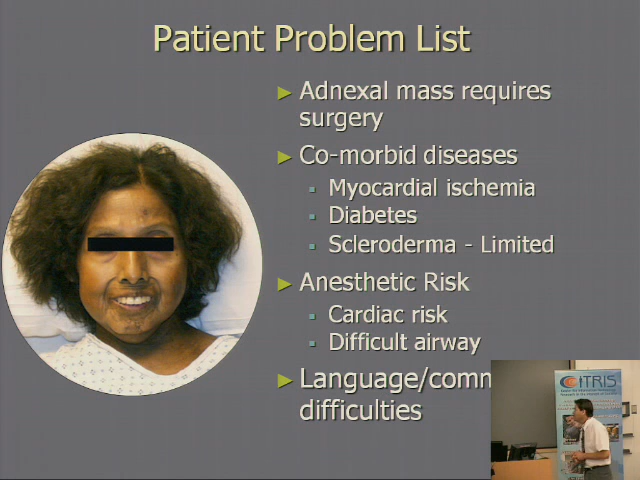 Patient Problem List
► Adnexal mass requires
surgery
► Co-morbid diseases
▪ Myocardial ischemia
▪ Diabetes
▪ Scleroderma - Limited
► Anesthetic Risk
▪ Cardiac risk
▪ Difficult airway
► Language/comm
difficulties
CITRIS